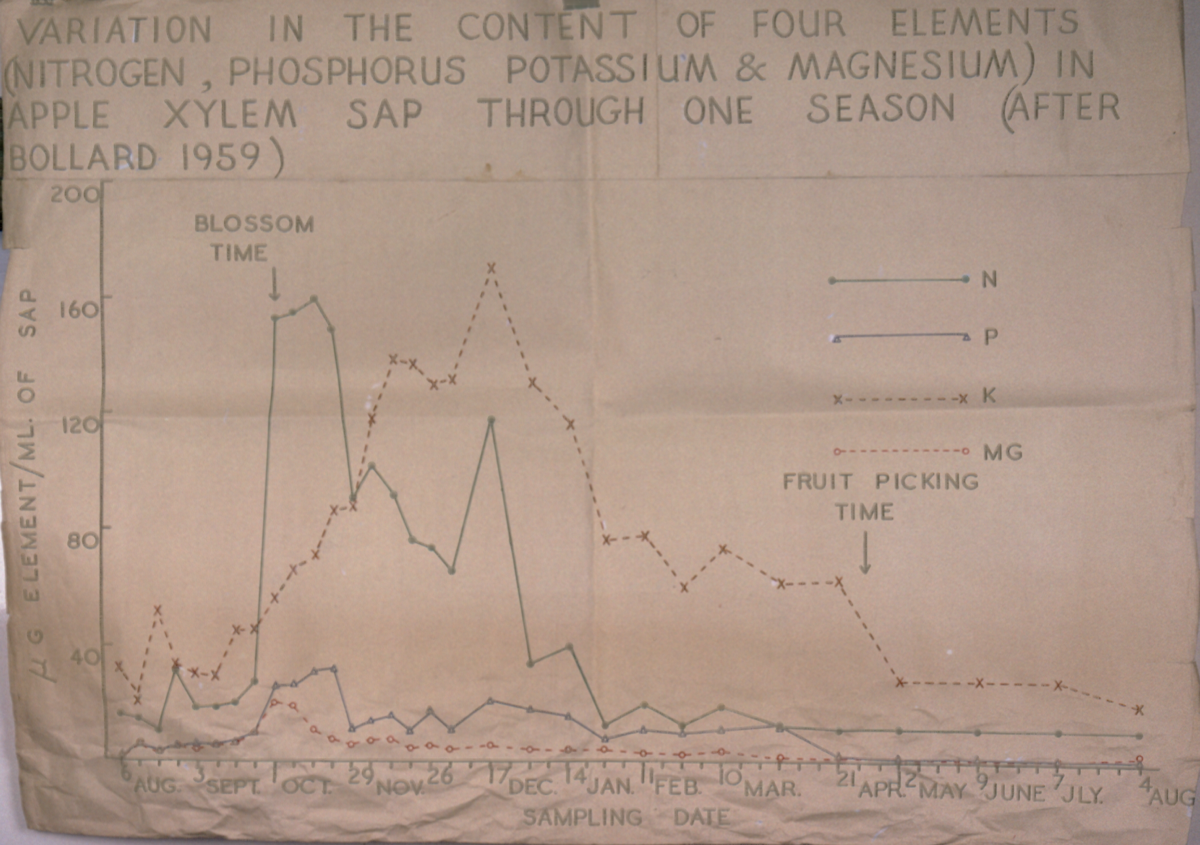 VARIATION IN THE CONTENT OF FOUR ELEMENTS
(NITROGEN, PHOSPHORUS POTASSIUM & MAGNESIUM) IN
APPLE XYLEM SAP THROUGH ONE SEASON (AFTER
BOLLARD 1959)
200
BLOSSOM
TIME
160
N
P
K
120
MG
FRUIT PICKING
TIME
80
40
µG ELEMENT/ML. OF SAP
6 3 1 29 26 17 14 11 10 21 12 9 7 4
AUG. SEPT. OCT. NOV. DEC. JAN. FEB. MAR. APR. MAY JUNE JLY. AUG
SAMPLING DATE